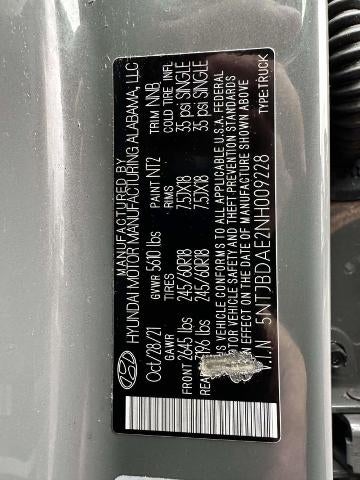 MANUFACTURED BY
HYUNDAI MOTOR MANUFACTURING ALABAMA, LLC
Oct/28/21 GVWR 5610 lbs PAINT NT2 TRIM NNB
GAWR TIRES RIMS COLD TIRE INFL
FRONT 2645 lbs 245/60R18 7.5JX18 35 psi SINGLE
REAR 96 lbs 245/60R18 7.5JX18 35 psi SINGLE
IS VEHICLE CONFORMS TO ALL APPLICABLE U.S.A. FEDERAL
MOTOR VEHICLE SAFETY AND THEFT PREVENTION STANDARDS
N EFFECT ON THE DATE OF MANUFACTURE SHOWN ABOVE
V.I.N 5NTJBDAE2NH009228 TYPE:TRUCK